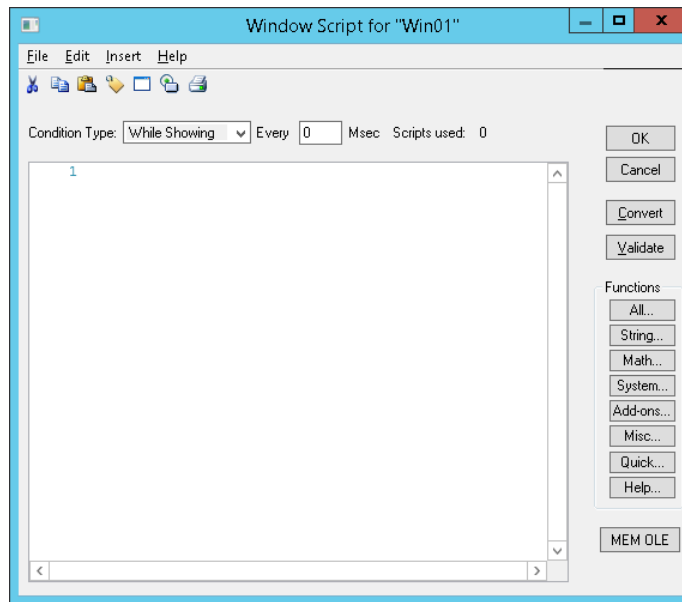 Window Script for "Win01"
File Edit Insert Help
Condition Type: While Showing Every 0 Msec Scripts used: 0
OK
1
Cancel
Convert
Validate
Functions
All...
String...
Math...
System...
Add-ons...
Misc...
Quick...
Help...
MEM OLE